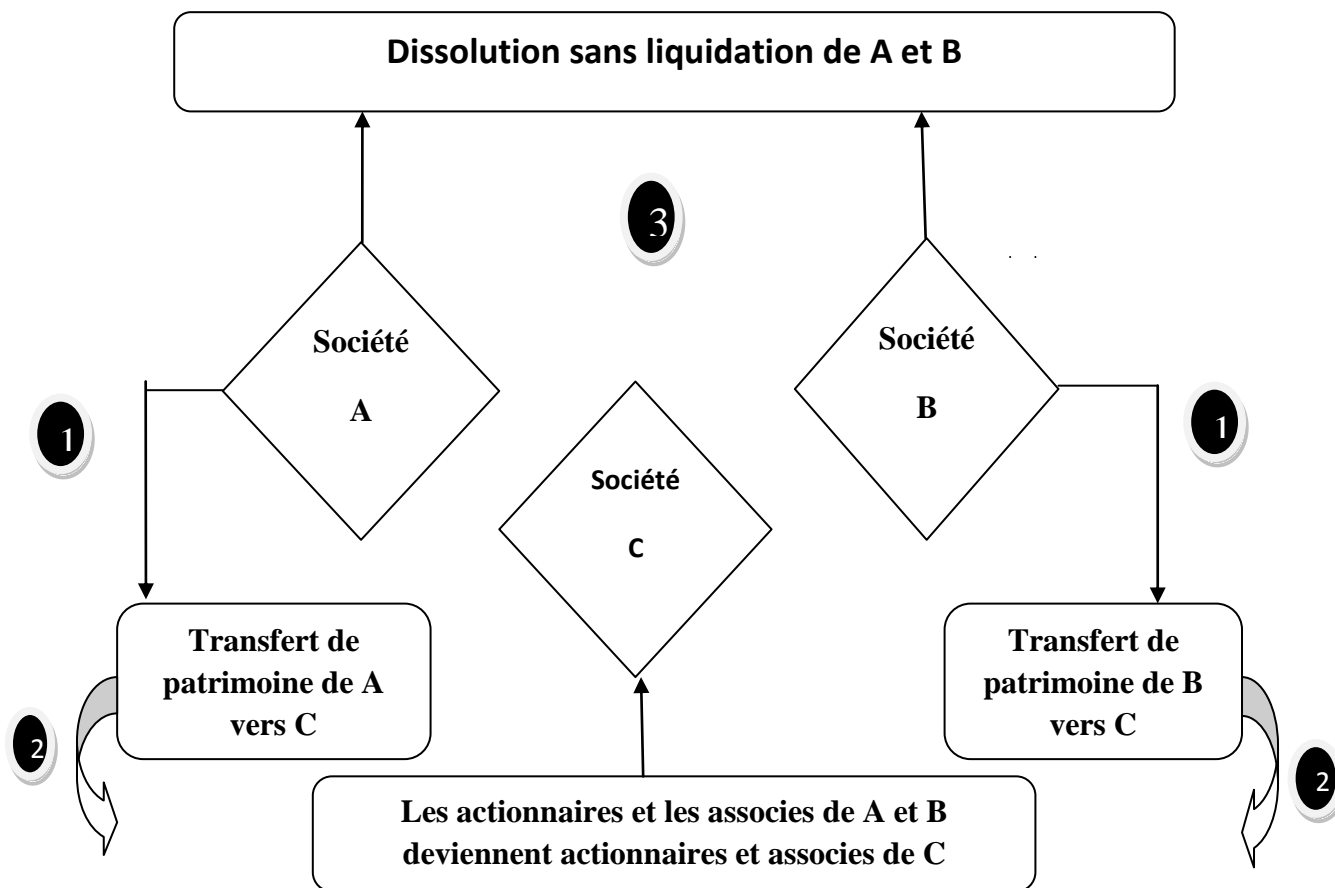 Dissolution sans liquidation de A et B
3
Société
A
Société
B
1
1
Société
C
Transfert de
patrimoine de A
vers C
Transfert de
patrimoine de B
vers C
2
2
Les actionnaires et les associes de A et B
deviennent actionnaires et associes de C